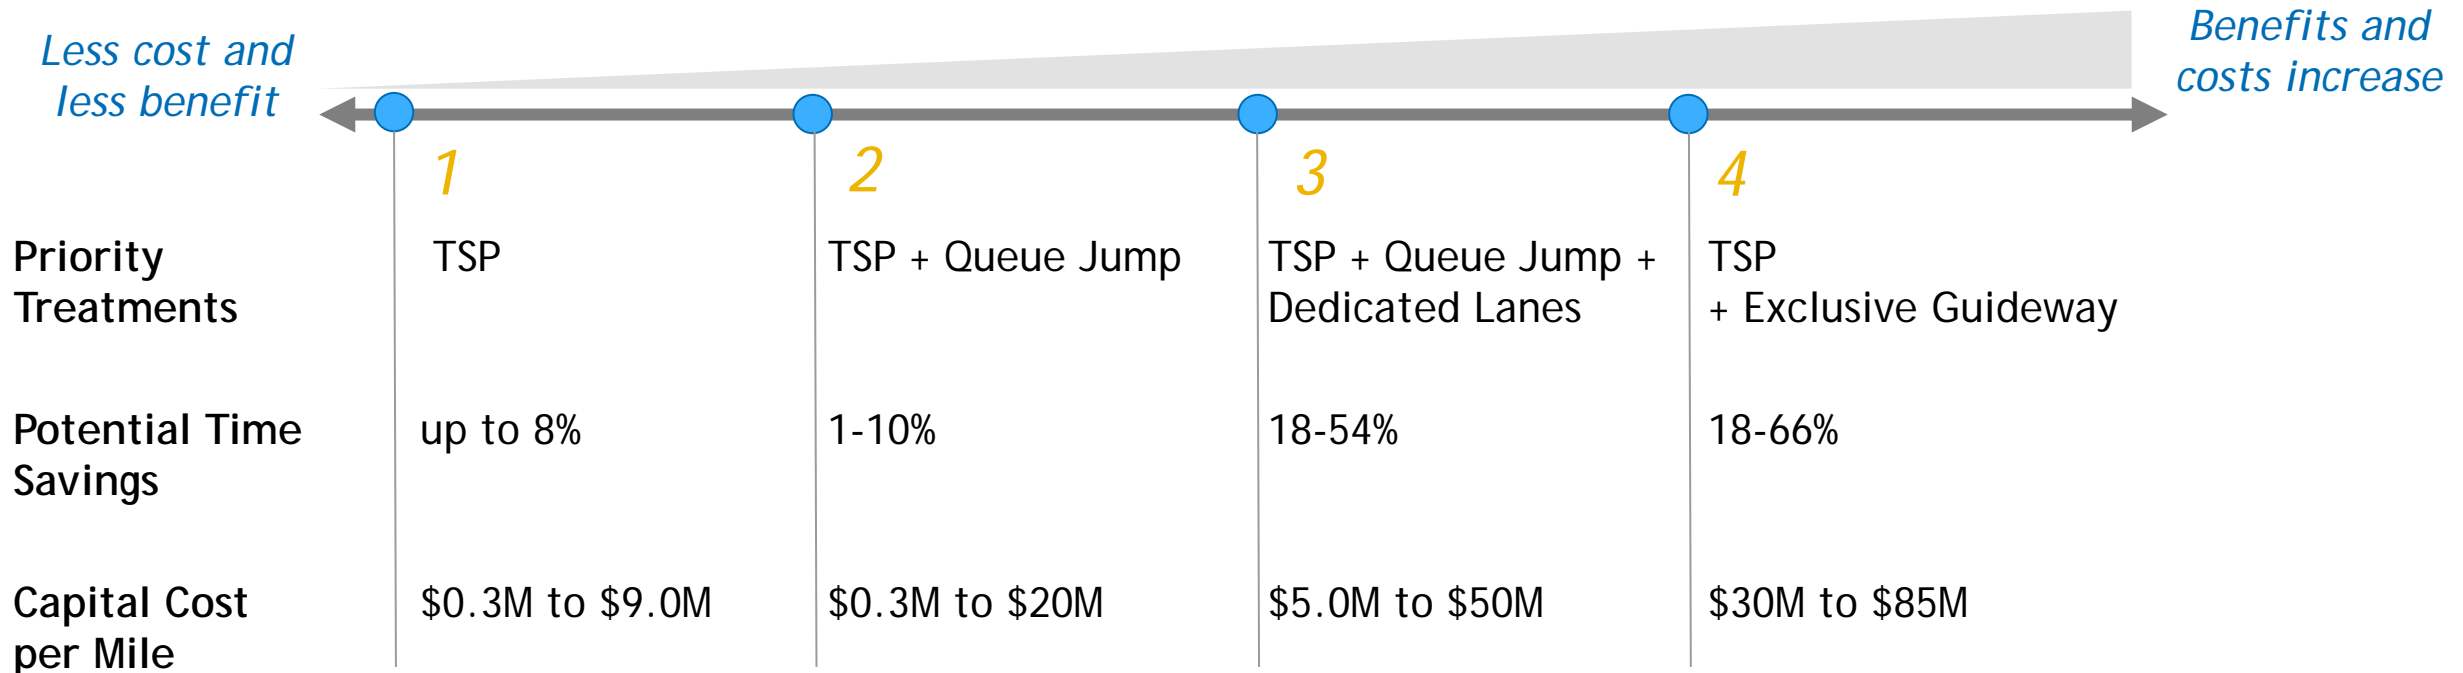 Less cost and
less benefit
Benefits and
costs increase
1
2
3
4
Priority
Treatments
TSP
TSP + Queue Jump
TSP + Queue Jump +
Dedicated Lanes
TSP
+ Exclusive Guideway
Potential Time
Savings
up to 8%
1-10%
18-54%
18-66%
Capital Cost
per Mile
$0.3M to $9.0M
$0.3M to $20M
$5.0M to $50M
$30M to $85M